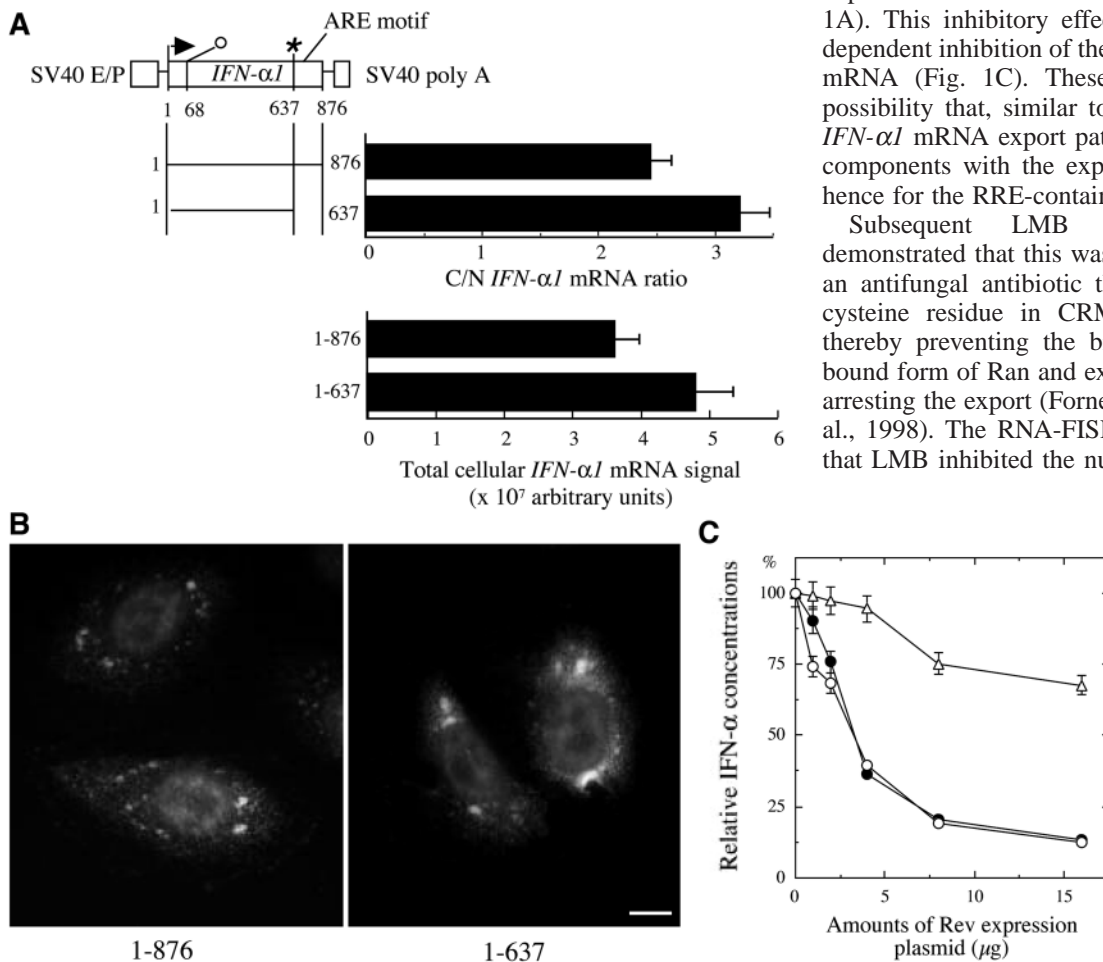 A
ARE motif
*
SV40 E/P
IFN-α1
SV40 poly A
1 68 637 876
1 876
1 637
0 1 2 3
C/N IFN-α1 mRNA ratio
1-876
1-637
0 1 2 3 4 5 6
Total cellular IFN-α1 mRNA signal
(x 10⁷ arbitrary units)
1A). This inhibitory effec
dependent inhibition of the
mRNA (Fig. 1C). These
possibility that, similar to
IFN-α1 mRNA export pat
components with the exp
hence for the RRE-contain
Subsequent LMB
demonstrated that this was
an antifungal antibiotic t
cysteine residue in CRM
thereby preventing the b
bound form of Ran and ex
arresting the export (Forne
al., 1998). The RNA-FISH
that LMB inhibited the nu
B
1-876
1-637
C
%
100
75
50
25
0
Relative IFN-α concentrations
0 5 10 15
Amounts of Rev expression
plasmid (µg)